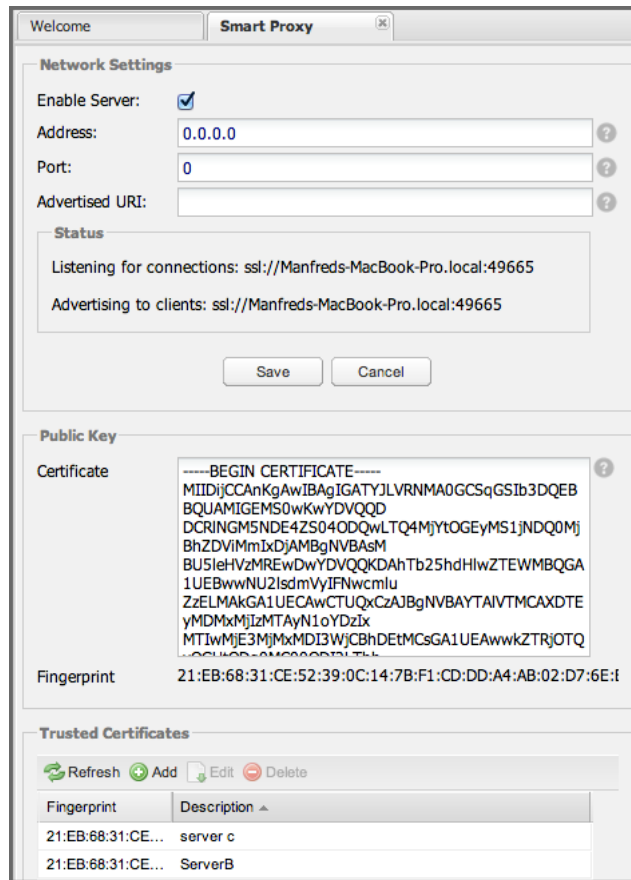 Welcome
Smart Proxy
Network Settings
Enable Server:
Address: 0.0.0.0
Port: 0
Advertised URI:
Status
Listening for connections: ssl://Manfreds-MacBook-Pro.local:49665
Advertising to clients: ssl://Manfreds-MacBook-Pro.local:49665
Save Cancel
Public Key
Certificate
-----BEGIN CERTIFICATE-----
MIIDijCCAnKgAwIBAgIGATYJLVRNMA0GCSqGSIb3DQEB
BQUAMIGEMS0wKwYDVQQD
DCRlNGM5NDE4ZS04ODQwLTQ4MjYtOGEyMS1jNDQ0Mj
BhZDViMmIxDjAMBgNVBAsM
BU5leHVzMREwDwYDVQQKDAhTb25hdHlwZTEWMBQGA
1UEBwwNU2lsdmVyIFNwcmlu
ZzELMAkGA1UECAwCTUQxCzAJBgNVBAYTAlVTMCAXDTE
yMDMxMjIzMTAyN1oYDzIx
MTIwMjE3MjMxMDI3WjCBhDEtMCsGA1UEAwwkZTRjOTQ
Fingerprint 21:EB:68:31:CE:52:39:0C:14:7B:F1:CD:DD:A4:AB:02:D7:6E:
Trusted Certificates
Refresh Add Edit Delete
Fingerprint Description
21:EB:68:31:CE... server c
21:EB:68:31:CE... ServerB